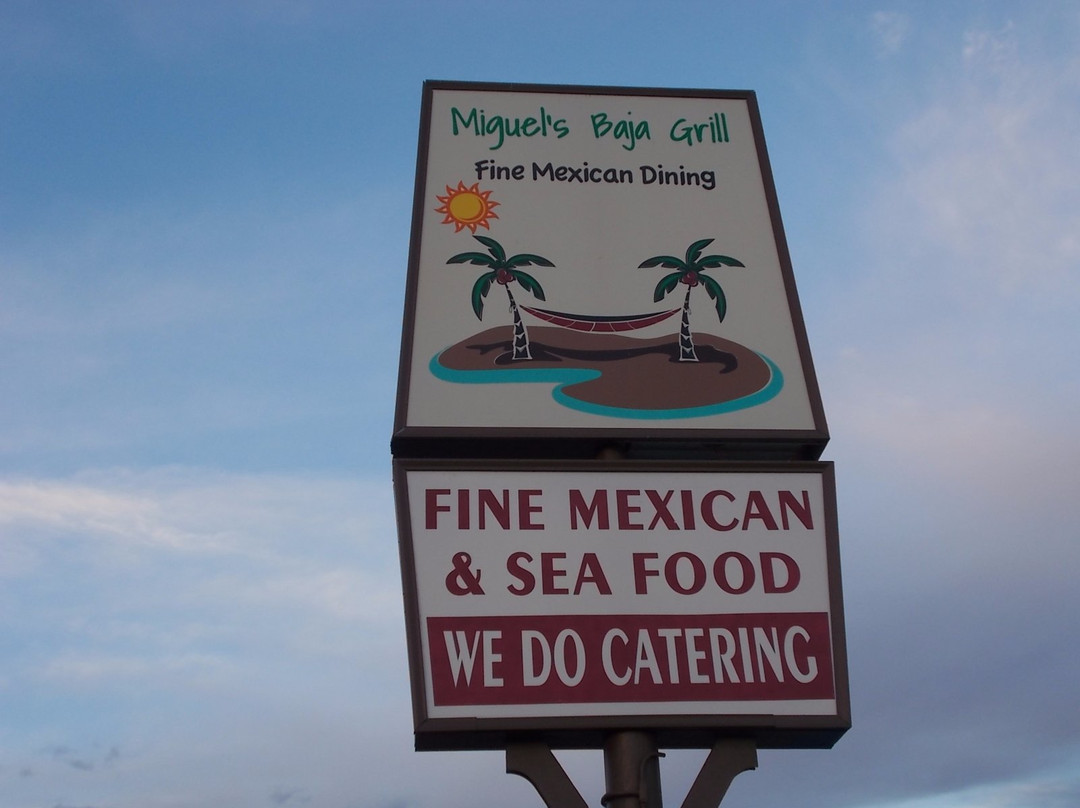 Miguel's Baja Grill
Fine Mexican Dining
FINE MEXICAN
& SEA FOOD
WE DO CATERING